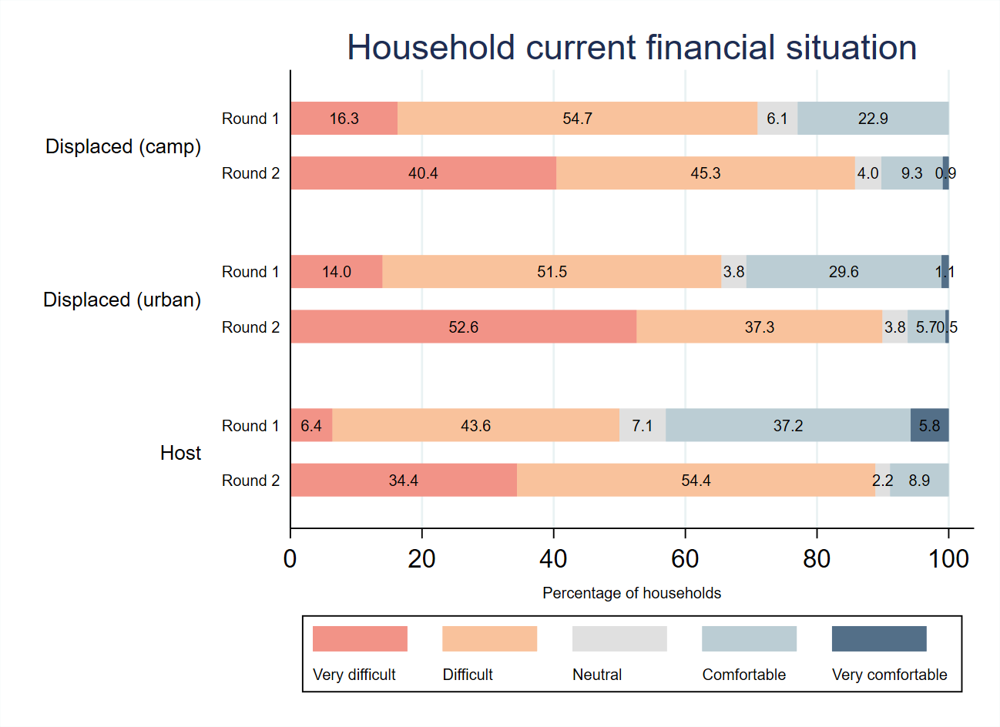 Household current financial situation
Displaced (camp)
Round 1 16.3 54.7 6.1 22.9
Round 2 40.4 45.3 4.0 9.3 0.9
Displaced (urban)
Round 1 14.0 51.5 3.8 29.6 1.1
Round 2 52.6 37.3 3.8 5.7 0.5
Host
Round 1 6.4 43.6 7.1 37.2 5.8
Round 2 34.4 54.4 2.2 8.9
0 20 40 60 80 100
Percentage of households
Very difficult Difficult Neutral Comfortable Very comfortable